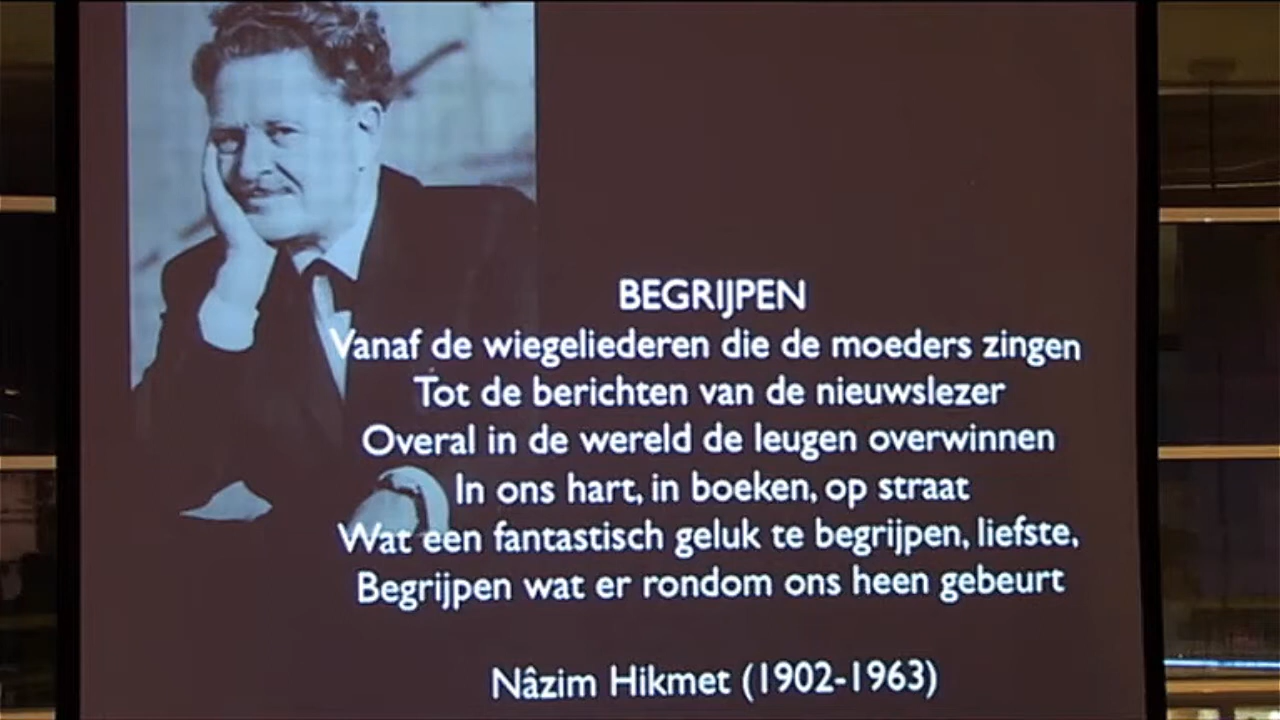 BEGRIJPEN
Vanaf de wiegeliederen die de moeders zingen
Tot de berichten van de nieuwslezer
Overal in de wereld de leugen overwinnen
In ons hart, in boeken, op straat
Wat een fantastisch geluk te begrijpen, liefste,
Begrijpen wat er rondom ons heen gebeurt
Nâzim Hikmet (1902-1963)